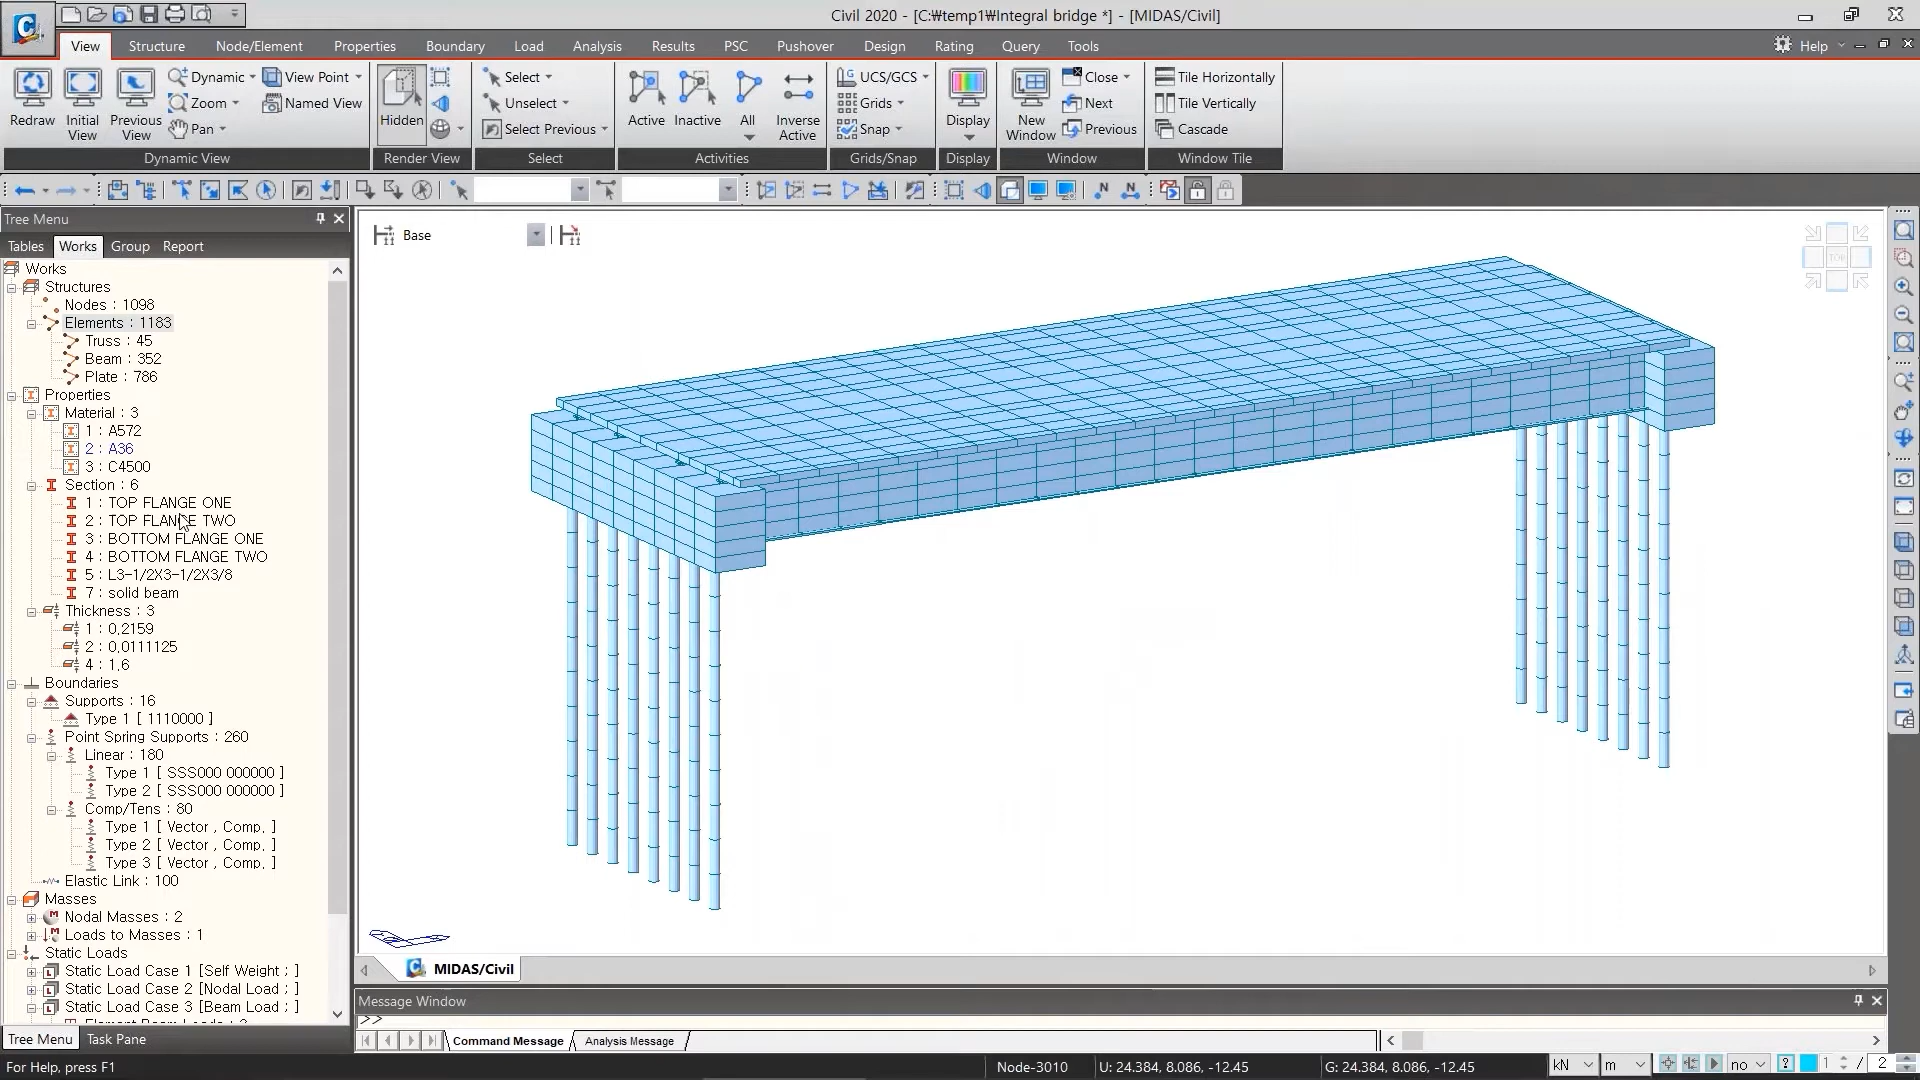 Civil 2020 - [C:₩temp1₩Integral bridge *] - [MIDAS/Civil]
View Structure Node/Element Properties Boundary Load Analysis Results PSC Pushover Design Rating Query Tools Help
Redraw
Initial View
Previous View
Dynamic
Zoom
Pan
View Point
Named View
Dynamic View
Hidden
Render View
Select
Unselect
Select Previous
Select
Active
Inactive
All
Inverse Active
Activities
UCS/GCS
Grids
Snap
Grids/Snap
Display
Display
New Window
Close
Next
Previous
Window
Tile Horizontally
Tile Vertically
Cascade
Window Tile
Tree Menu
Tables Works Group Report
Works
Structures
Nodes : 1098
Elements : 1183
Truss : 45
Beam : 352
Plate : 786
Properties
Material : 3
1 : A572
2 : A36
3 : C4500
Section : 6
1 : TOP FLANGE ONE
2 : TOP FLANGE TWO
3 : BOTTOM FLANGE ONE
4 : BOTTOM FLANGE TWO
5 : L3-1/2X3-1/2X3/8
7 : solid beam
Thickness : 3
1 : 0.2159
2 : 0.0111125
4 : 1.6
Boundaries
Supports : 16
Type 1 [ 1110000 ]
Point Spring Supports : 260
Linear : 180
Type 1 [ SSS000 000000 ]
Type 2 [ SSS000 000000 ]
Comp/Tens : 80
Type 1 [ Vector , Comp. ]
Type 2 [ Vector , Comp. ]
Type 3 [ Vector , Comp. ]
Elastic Link : 100
Masses
Nodal Masses : 2
Loads to Masses : 1
Static Loads
Static Load Case 1 [Self Weight ; ]
Static Load Case 2 [Nodal Load ; ]
Static Load Case 3 [Beam Load ; ]
Tree Menu Task Pane
Base
TOP
MIDAS/Civil
Message Window
>>
Command Message Analysis Message
For Help, press F1
Node-3010
U: 24.384, 8.086, -12.45
G: 24.384, 8.086, -12.45
kN m no 1 / 2